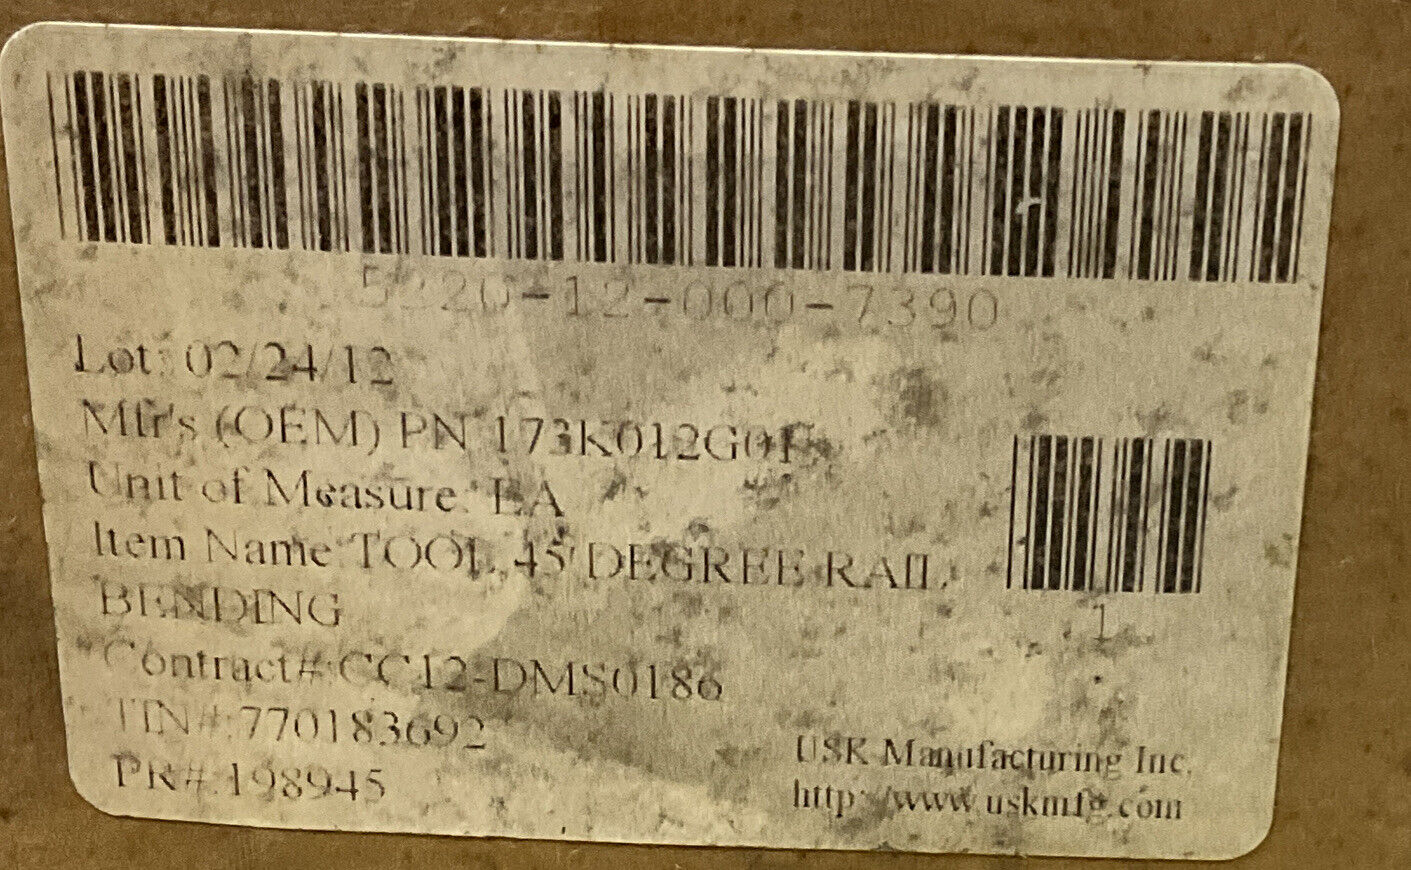 5220-12-000-7390
Lot: 02/24/12
Mfr's (OEM) PN 173K012G0F
Unit of Measure: EA
Item Name TOOL, 45' DEGREE RAIL
BENDING
Contract#:CC12-DMS0186
TIN#:770183692
PR#:198945
1
USK Manufacturing Inc.
http://www.uskmfg.com